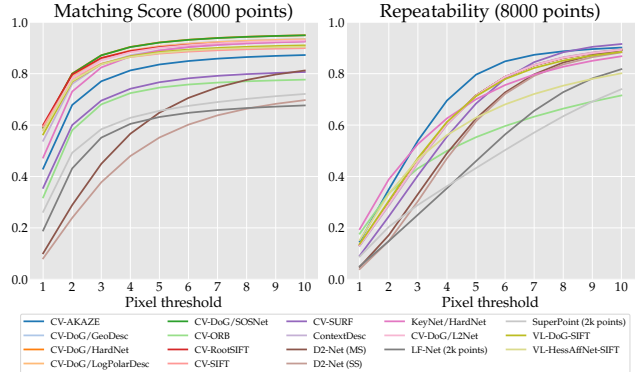 Matching Score (8000 points)
Repeatability (8000 points)
1.0
0.8
0.6
0.4
0.2
0.0
1 2 3 4 5 6 7 8 9 10
Pixel threshold
1.0
0.8
0.6
0.4
0.2
0.0
1 2 3 4 5 6 7 8 9 10
Pixel threshold
CV-AKAZE
CV-DoG/GeoDesc
CV-DoG/HardNet
CV-DoG/LogPolarDesc
CV-DoG/SOSNet
CV-ORB
CV-RootSIFT
CV-SIFT
CV-SURF
ContextDesc
D2-Net (MS)
D2-Net (SS)
KeyNet/HardNet
CV-DoG/L2Net
LF-Net (2k points)
SuperPoint (2k points)
VL-DoG-SIFT
VL-HessAffNet-SIFT